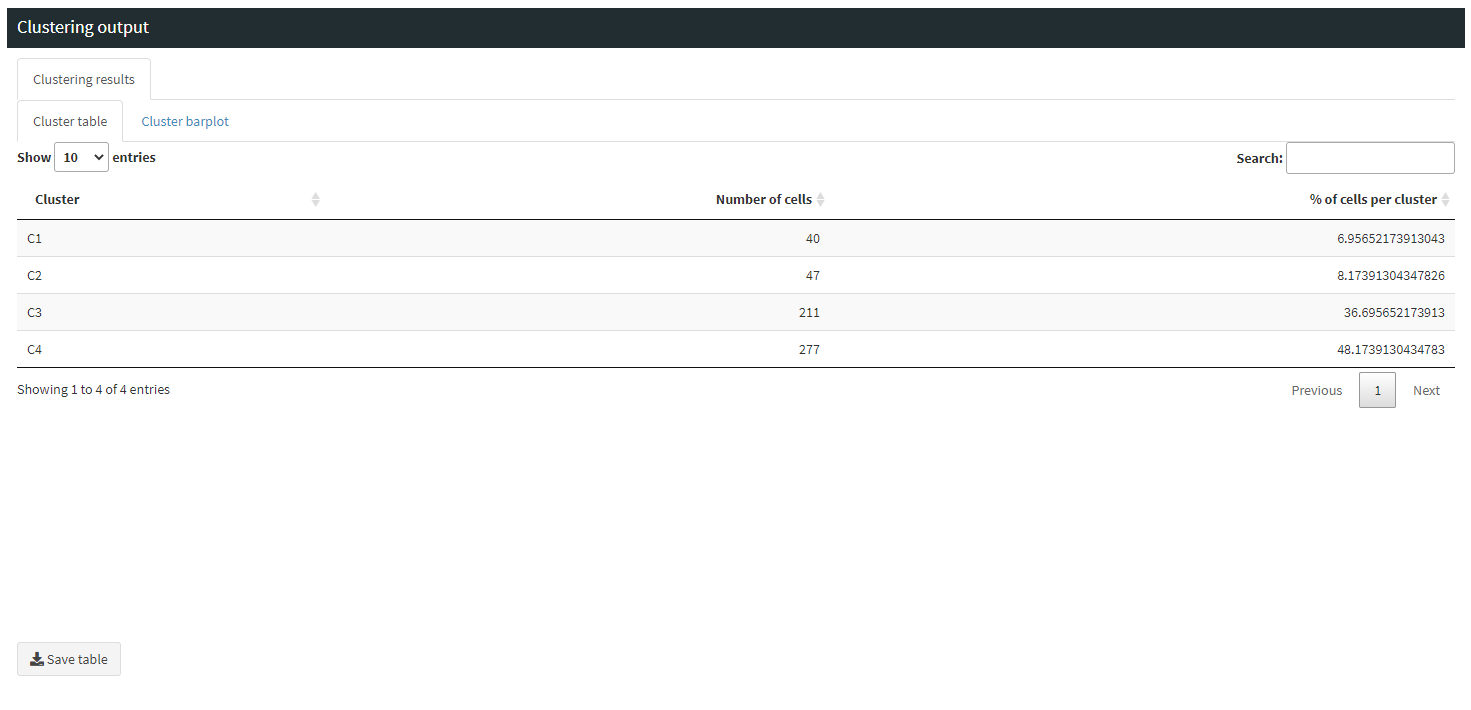 Clustering output
Clustering results
Cluster table Cluster barplot
Show 10 entries Search:
Cluster Number of cells % of cells per cluster
C1 40 6.95652173913043
C2 47 8.17391304347826
C3 211 36.695652173913
C4 277 48.1739130434783
Showing 1 to 4 of 4 entries Previous 1 Next
Save table